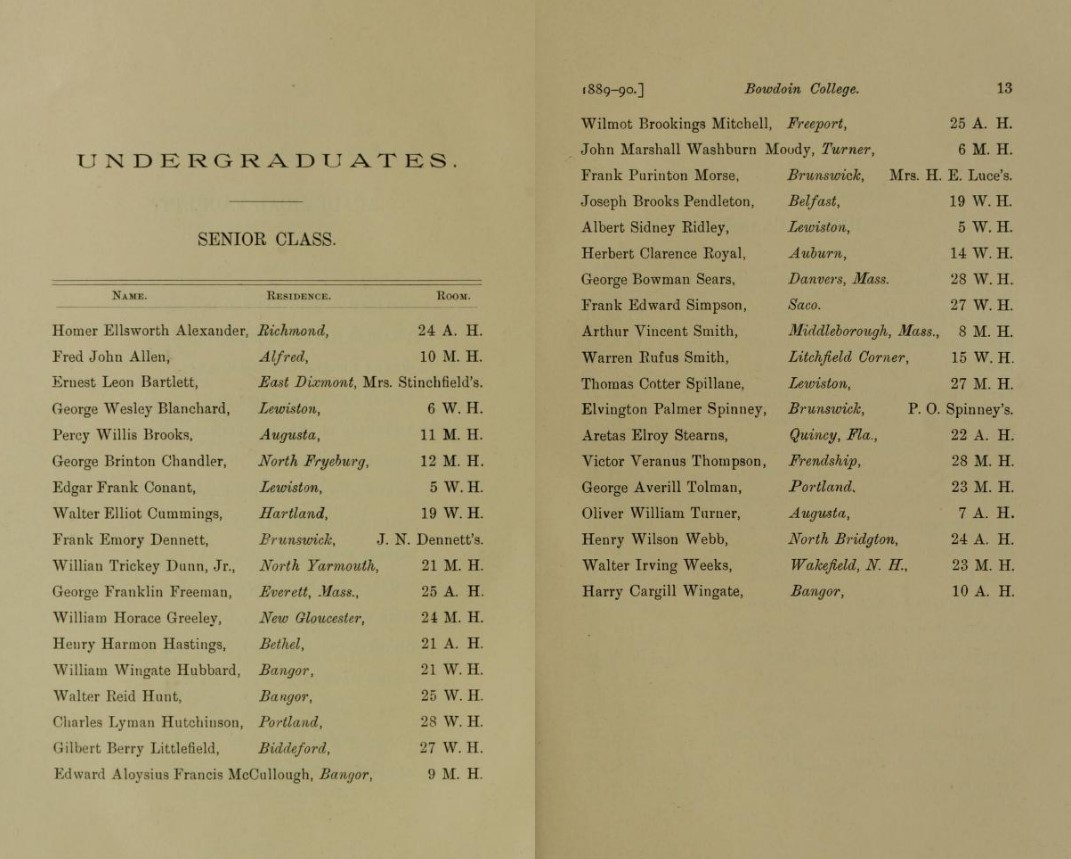 UNDERGRADUATES.
SENIOR CLASS.
NAME. RESIDENCE. ROOM.
Homer Ellsworth Alexander, Richmond, 24 A. H.
Fred John Allen, Alfred, 10 M. H.
Ernest Leon Bartlett, East Dixmont, Mrs. Stinchfield's.
George Wesley Blanchard, Lewiston, 6 W. H.
Percy Willis Brooks, Augusta, 11 M. H.
George Brinton Chandler, North Fryeburg, 12 M. H.
Edgar Frank Conant, Lewiston, 5 W. H.
Walter Elliot Cummings, Hartland, 19 W. H.
Frank Emory Dennett, Brunswick, J. N. Dennett's.
Willian Trickey Dunn, Jr., North Yarmouth, 21 M. H.
George Franklin Freeman, Everett, Mass., 25 A. H.
William Horace Greeley, New Gloucester, 24 M. H.
Henry Harmon Hastings, Bethel, 21 A. H.
William Wingate Hubbard, Bangor, 21 W. H.
Walter Reid Hunt, Bangor, 25 W. H.
Charles Lyman Hutchinson, Portland, 28 W. H.
Gilbert Berry Littlefield, Biddeford, 27 W. H.
Edward Aloysius Francis McCullough, Bangor, 9 M. H.
1889-90.] Bowdoin College. 13
Wilmot Brookings Mitchell, Freeport, 25 A. H.
John Marshall Washburn Moody, Turner, 6 M. H.
Frank Purinton Morse, Brunswick, Mrs. H. E. Luce's.
Joseph Brooks Pendleton, Belfast, 19 W. H.
Albert Sidney Ridley, Lewiston, 5 W. H.
Herbert Clarence Royal, Auburn, 14 W. H.
George Bowman Sears, Danvers, Mass. 28 W. H.
Frank Edward Simpson, Saco. 27 W. H.
Arthur Vincent Smith, Middleborough, Mass., 8 M. H.
Warren Rufus Smith, Litchfield Corner, 15 W. H.
Thomas Cotter Spillane, Lewiston, 27 M. H.
Elvington Palmer Spinney, Brunswick, P. O. Spinney's.
Aretas Elroy Stearns, Quincy, Fla., 22 A. H.
Victor Veranus Thompson, Frendship, 28 M. H.
George Averill Tolman, Portland. 23 M. H.
Oliver William Turner, Augusta, 7 A. H.
Henry Wilson Webb, North Bridgton, 24 A. H.
Walter Irving Weeks, Wakefield, N. H., 23 M. H.
Harry Cargill Wingate, Bangor, 10 A. H.